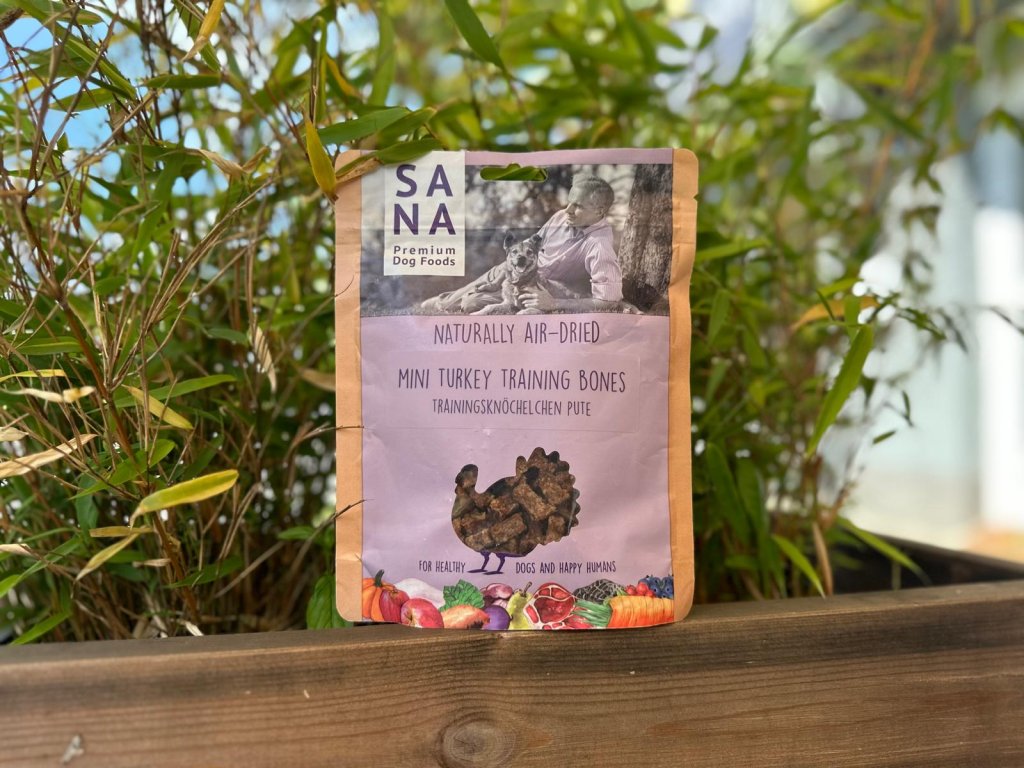 SA
NA
Premium
Dog Foods
NATURALLY AIR-DRIED
MINI TURKEY TRAINING BONES
TRAININGSKNÖCHELCHEN PUTE
FOR HEALTHY DOGS AND HAPPY HUMANS